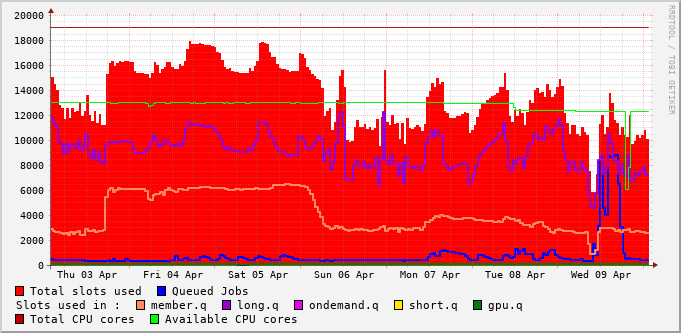 20000
18000
16000
14000
12000
10000
8000
6000
4000
2000
0
Thu 03 Apr Fri 04 Apr Sat 05 Apr Sun 06 Apr Mon 07 Apr Tue 08 Apr Wed 09 Apr
Total slots used Queued Jobs
Slots used in : member.q long.q ondemand.q short.q gpu.q
Total CPU cores Available CPU cores
RRDTOOL / TOBI OETIKER